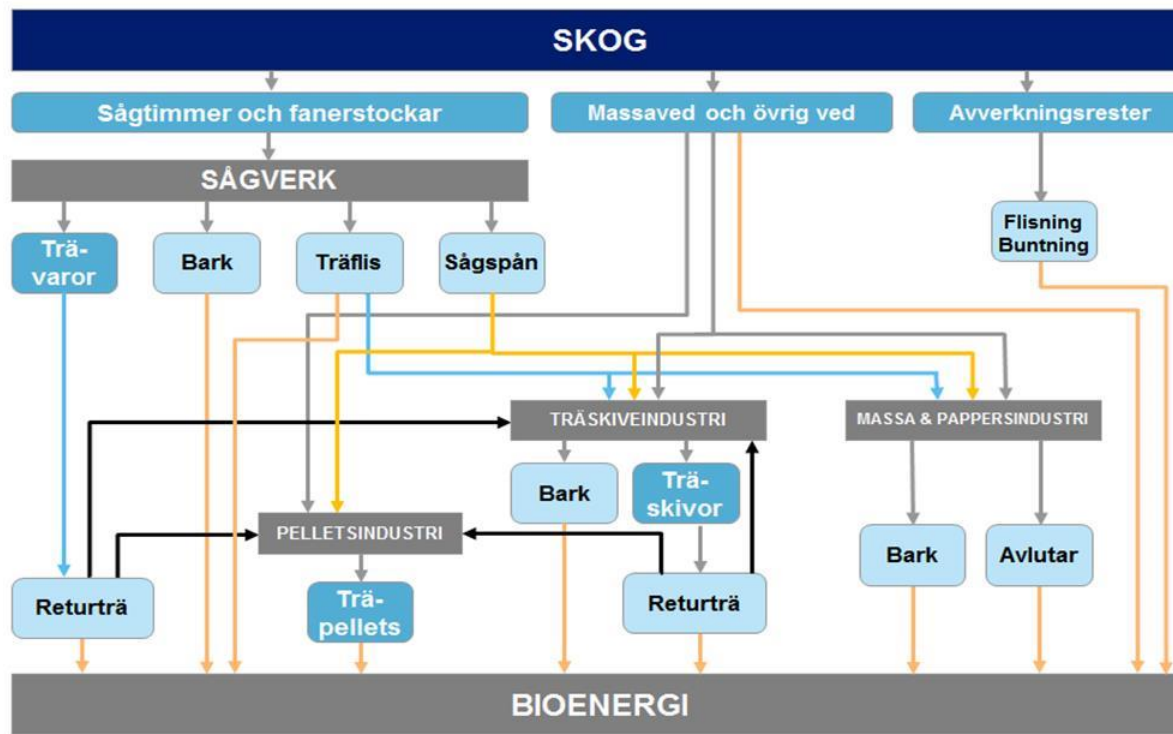 SKOG
Sågtimmer och fanerstockar
Massaved och övrig ved
Avverkningsrester
SÅGVERK
Trä-
varor
Bark
Träflis
Sågspån
Flisning
Buntning
TRÄSKIVEINDUSTRI
MASSA & PAPPERSINDUSTRI
Bark
Trä-
skivor
PELLETSINDUSTRI
Bark
Avlutar
Returträ
Trä-
pellets
Returträ
BIOENERGI